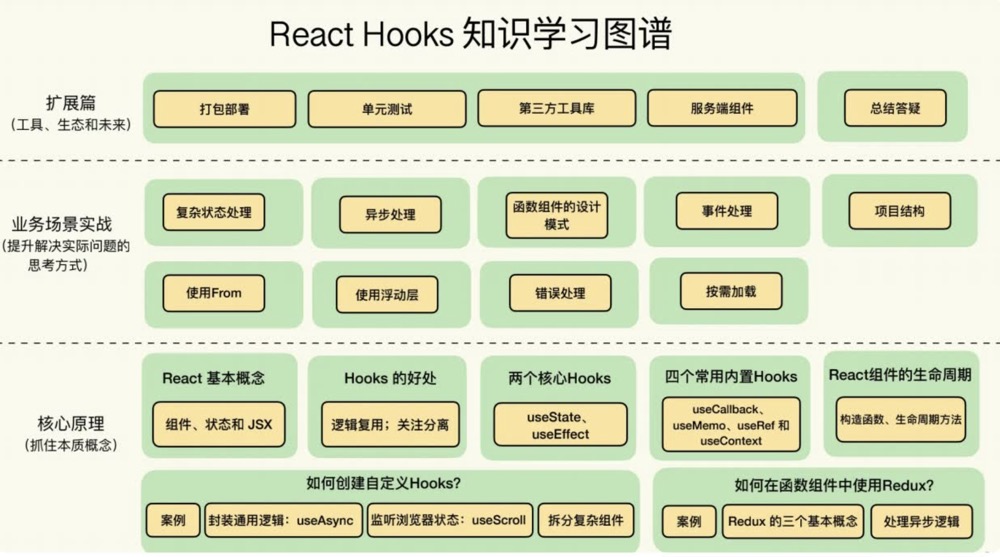 React Hooks 知识学习图谱
扩展篇
(工具、生态和未来)
打包部署
单元测试
第三方工具库
服务端组件
总结答疑
业务场景实战
(提升解决实际问题的
思考方式)
复杂状态处理
异步处理
函数组件的设计
模式
事件处理
项目结构
使用From
使用浮动层
错误处理
按需加载
核心原理
(抓住本质概念)
React 基本概念
组件、状态和 JSX
Hooks 的好处
逻辑复用；关注分离
两个核心Hooks
useState、
useEffect
四个常用内置Hooks
useCallback、
useMemo、useRef 和
useContext
React组件的生命周期
构造函数、生命周期方法
如何创建自定义Hooks?
案例
封装通用逻辑：useAsync
监听浏览器状态：useScroll
拆分复杂组件
如何在函数组件中使用Redux?
案例
Redux 的三个基本概念
处理异步逻辑